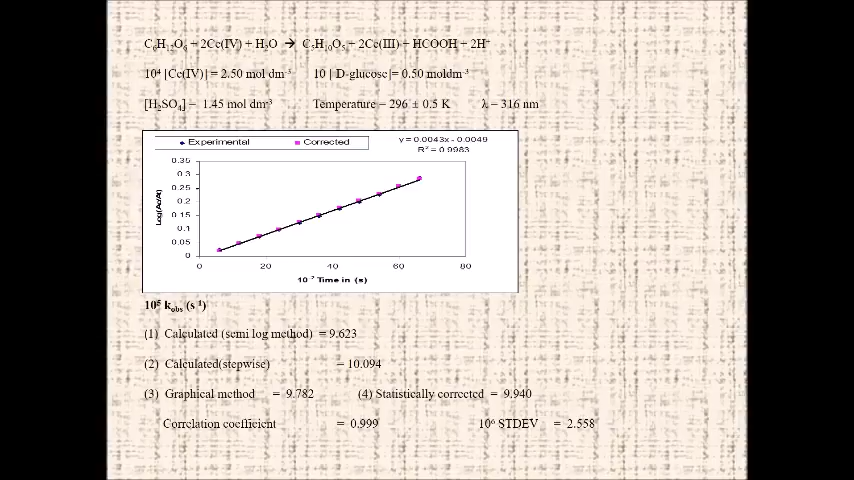 C₆H₁₂O₆ + 2Ce(IV) + H₂O → C₅H₁₀O₅ + 2Ce(III) + HCOOH + 2H⁺
10⁴ [Ce(IV)] = 2.50 mol dm⁻³ 10 [ D-glucose]= 0.50 moldm⁻³
[H₂SO₄] = 1.45 mol dm⁻³ Temperature = 296 ± 0.5 K λ = 316 nm
Experimental Corrected
y = 0.0043x - 0.0049
R² = 0.9983
0.35
0.3
0.25
0.2
0.15
0.1
0.05
0
Log(Ao/At)
0 20 40 60 80
10⁻² Time in (s)
10⁵ kobs (s⁻¹)
(1) Calculated (semi log method) = 9.623
(2) Calculated(stepwise) = 10.094
(3) Graphical method = 9.782 (4) Statistically corrected = 9.940
Correlation coefficient = 0.999 10⁶ STDEV = 2.558